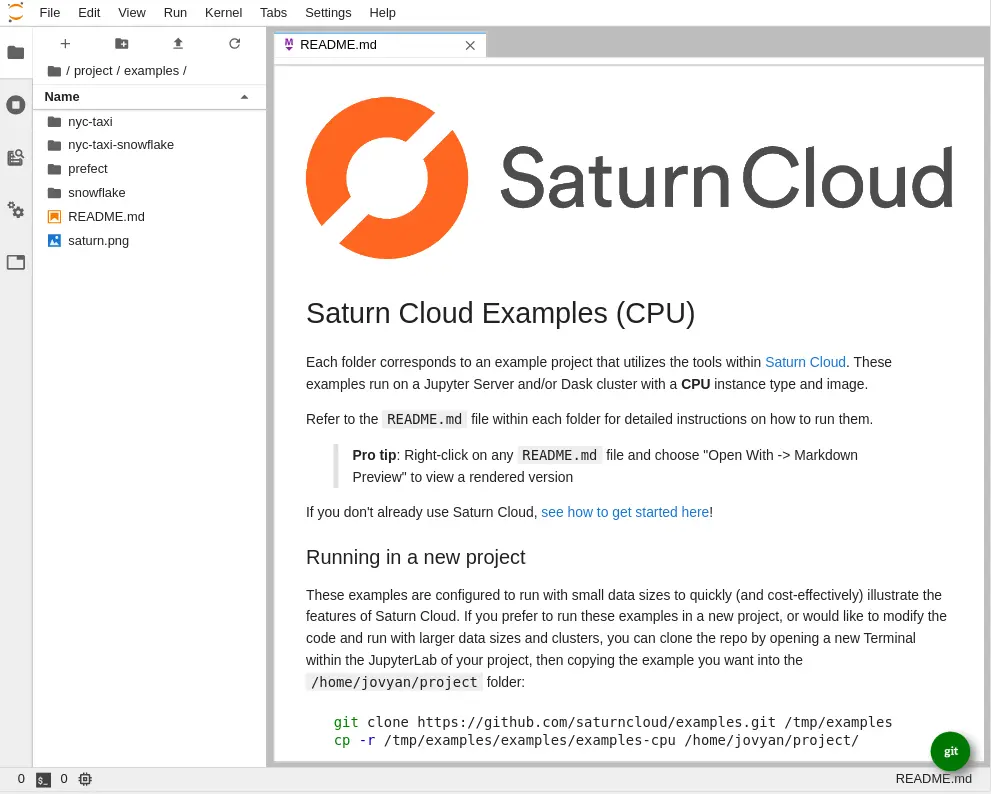 File Edit View Run Kernel Tabs Settings Help
README.md
/ project / examples /
Name
nyc-taxi
nyc-taxi-snowflake
prefect
snowflake
README.md
saturn.png
Saturn Cloud
Saturn Cloud Examples (CPU)
Each folder corresponds to an example project that utilizes the tools within Saturn Cloud. These
examples run on a Jupyter Server and/or Dask cluster with a CPU instance type and image.
Refer to the README.md file within each folder for detailed instructions on how to run them.
Pro tip: Right-click on any README.md file and choose "Open With -> Markdown
Preview" to view a rendered version
If you don't already use Saturn Cloud, see how to get started here!
Running in a new project
These examples are configured to run with small data sizes to quickly (and cost-effectively) illustrate the
features of Saturn Cloud. If you prefer to run these examples in a new project, or would like to modify the
code and run with larger data sizes and clusters, you can clone the repo by opening a new Terminal
within the JupyterLab of your project, then copying the example you want into the
/home/jovyan/project folder:
git clone https://github.com/saturncloud/examples.git /tmp/examples
cp -r /tmp/examples/examples/examples-cpu /home/jovyan/project/
git
0 $_ 0 README.md